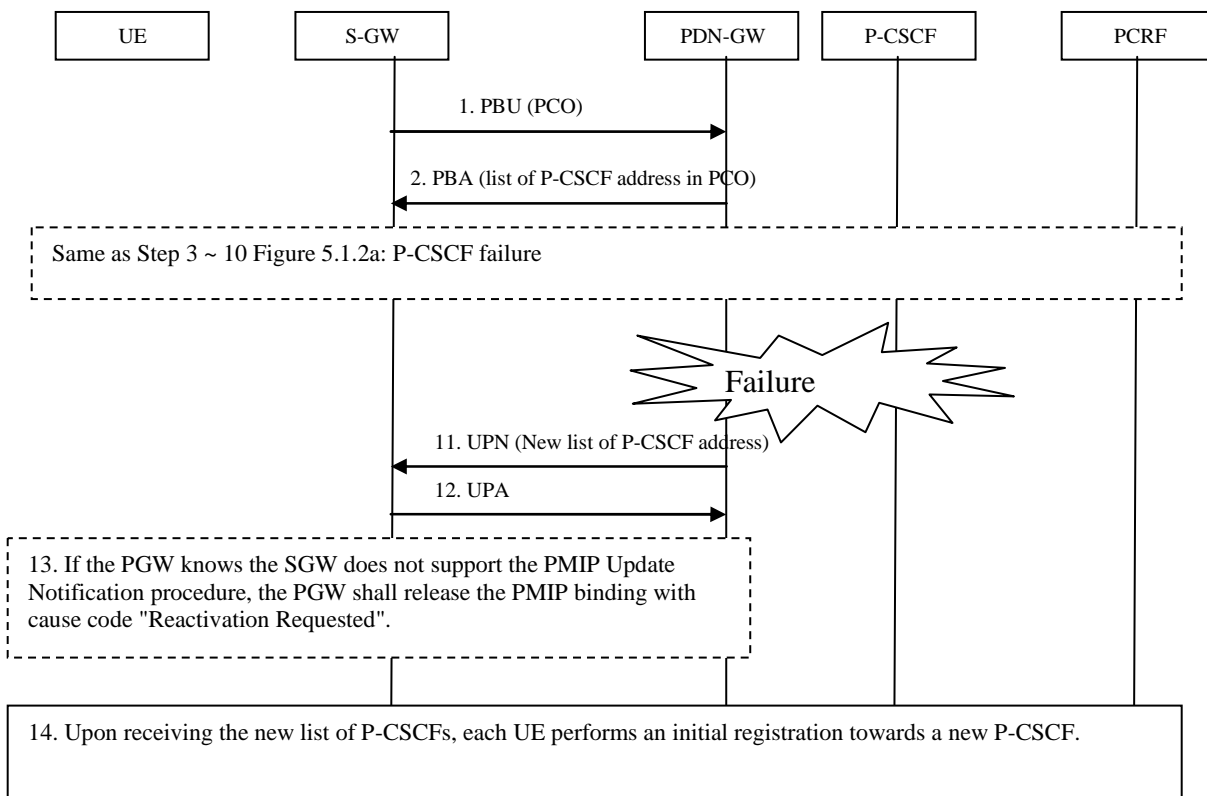 UE
S-GW
PDN-GW
P-CSCF
PCRF
1. PBU (PCO)
2. PBA (list of P-CSCF address in PCO)
Same as Step 3 ~ 10 Figure 5.1.2a: P-CSCF failure
Failure
11. UPN (New list of P-CSCF address)
12. UPA
13. If the PGW knows the SGW does not support the PMIP Update
Notification procedure, the PGW shall release the PMIP binding with
cause code "Reactivation Requested".
14. Upon receiving the new list of P-CSCFs, each UE performs an initial registration towards a new P-CSCF.